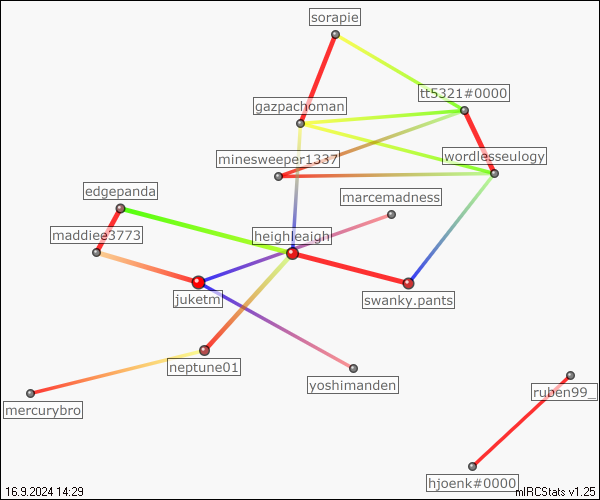 sorapie
tt5321#0000
gazpachoman
minesweeper1337
wordlesseulogy
edgepanda
marcemadness
maddiee3773
heighleaigh
juketm
swanky.pants
neptune01
yoshimanden
ruben99_
mercurybro
hjoenk#0000
16.9.2024 14:29
mIRCStats v1.25